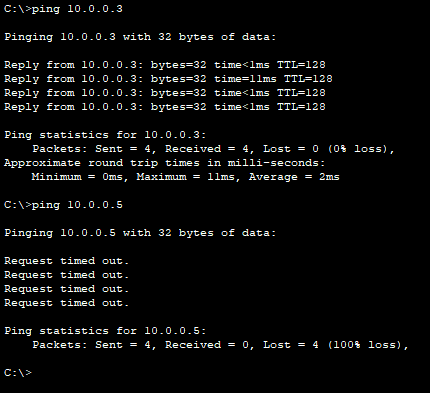 C:\>ping 10.0.0.3
Pinging 10.0.0.3 with 32 bytes of data:
Reply from 10.0.0.3: bytes=32 time<1ms TTL=128
Reply from 10.0.0.3: bytes=32 time=11ms TTL=128
Reply from 10.0.0.3: bytes=32 time<1ms TTL=128
Reply from 10.0.0.3: bytes=32 time<1ms TTL=128
Ping statistics for 10.0.0.3:
Packets: Sent = 4, Received = 4, Lost = 0 (0% loss),
Approximate round trip times in milli-seconds:
Minimum = 0ms, Maximum = 11ms, Average = 2ms
C:\>ping 10.0.0.5
Pinging 10.0.0.5 with 32 bytes of data:
Request timed out.
Request timed out.
Request timed out.
Request timed out.
Ping statistics for 10.0.0.5:
Packets: Sent = 4, Received = 0, Lost = 4 (100% loss),
C:\>